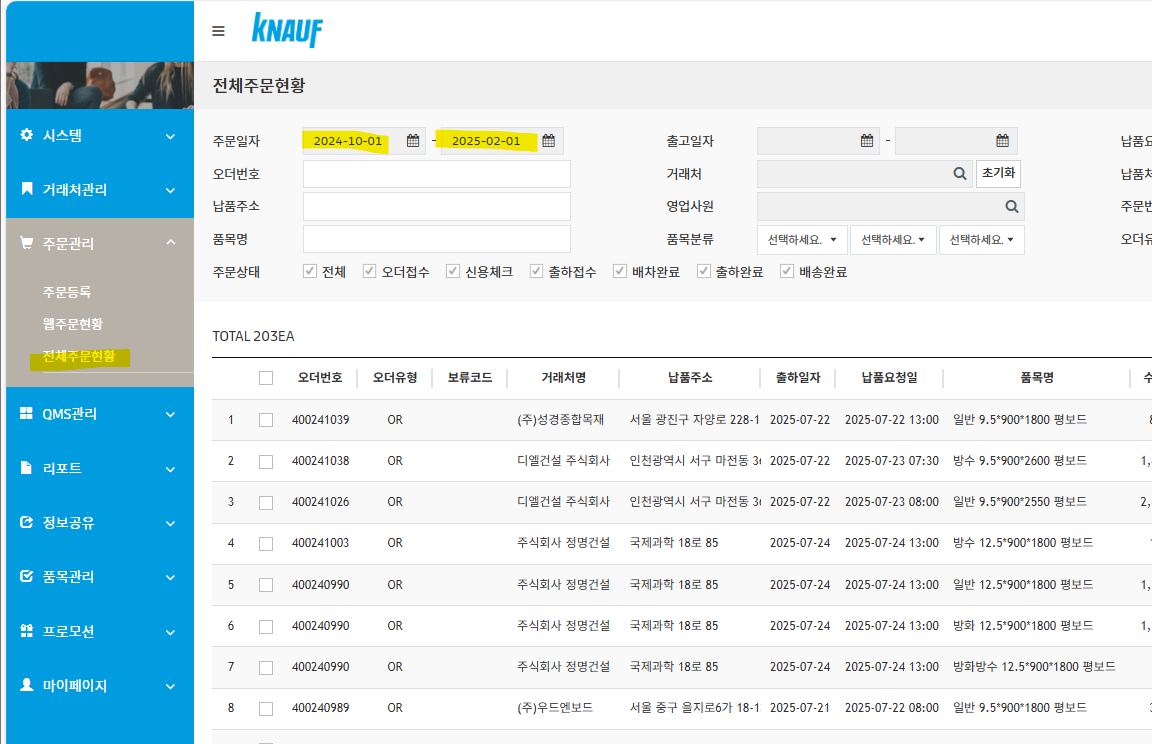 KNAUF
전체주문현황
시스템
거래처관리
주문관리
주문등록
웹주문현황
전체주문현황
QMS관리
리포트
정보공유
품목관리
프로모션
마이페이지
주문일자 2024-10-01 - 2025-02-01 출고일자 -
오더번호 거래처 초기화
납품주소 영업사원
품목명 품목분류 선택하세요. 선택하세요. 선택하세요.
주문상태 전체 오더접수 신용체크 출하접수 배차완료 출하완료 배송완료
TOTAL 203EA
오더번호 오더유형 보류코드 거래처명 납품주소 출하일자 납품요청일 품목명
1 400241039 OR (주)성경종합목재 서울 광진구 자양로 228-1 2025-07-22 2025-07-22 13:00 일반 9.5*900*1800 평보드
2 400241038 OR 디엘건설 주식회사 인천광역시 서구 마전동 36 2025-07-22 2025-07-23 07:30 방수 9.5*900*2600 평보드 1,
3 400241026 OR 디엘건설 주식회사 인천광역시 서구 마전동 36 2025-07-22 2025-07-23 08:00 일반 9.5*900*2550 평보드 2,
4 400241003 OR 주식회사 정명건설 국제과학 18로 85 2025-07-24 2025-07-24 13:00 방수 12.5*900*1800 평보드
5 400240990 OR 주식회사 정명건설 국제과학 18로 85 2025-07-24 2025-07-24 13:00 일반 12.5*900*1800 평보드 1,
6 400240990 OR 주식회사 정명건설 국제과학 18로 85 2025-07-24 2025-07-24 13:00 방화 12.5*900*1800 평보드 1,
7 400240990 OR 주식회사 정명건설 국제과학 18로 85 2025-07-24 2025-07-24 13:00 방화방수 12.5*900*1800 평보드
8 400240989 OR (주)우드엔보드 서울 중구 을지로6가 18-1 2025-07-21 2025-07-22 08:00 일반 9.5*900*1800 평보드